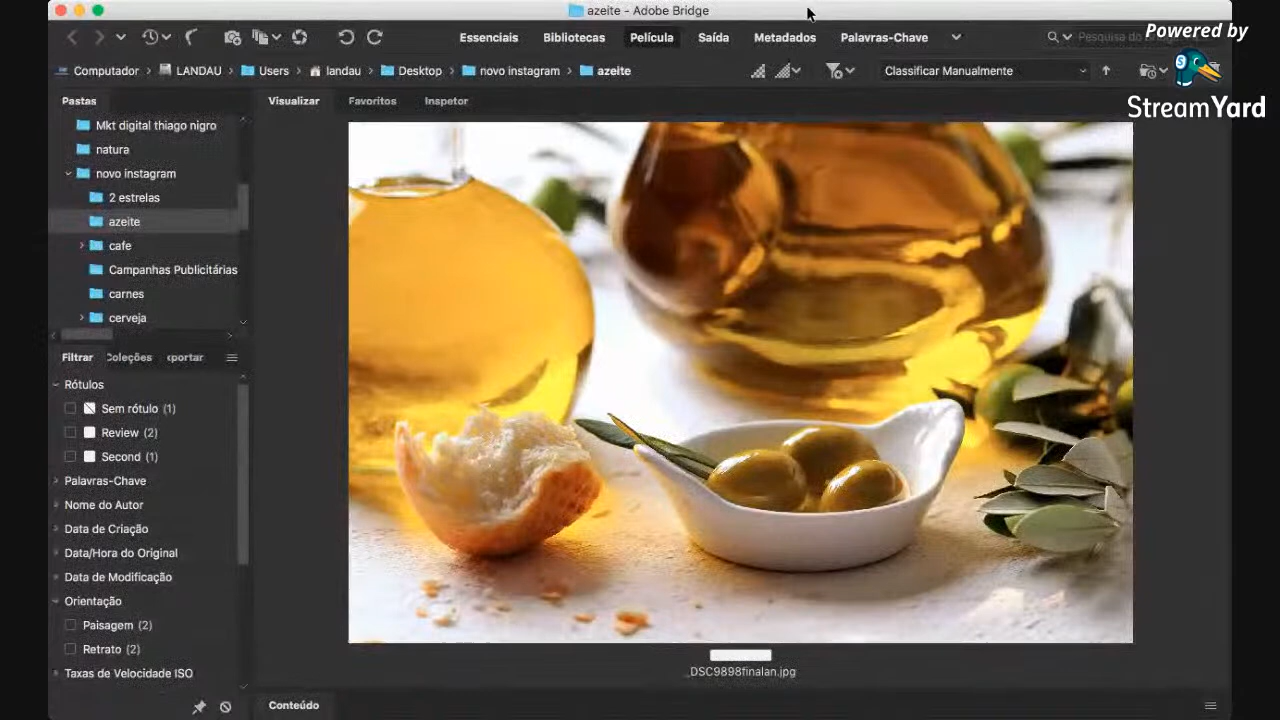 azeite - Adobe Bridge
Powered by
StreamYard
Essenciais Bibliotecas Película Saída Metadados Palavras-Chave
Computador LANDAU Users landau Desktop novo instagram azeite
Classificar Manualmente
Pastas
Visualizar Favoritos Inspetor
Mkt digital thiago nigro
natura
novo instagram
2 estrelas
azeite
cafe
Campanhas Publicitárias
carnes
cerveja
Filtrar Coleções xportar
Rótulos
Sem rótulo (1)
Review (2)
Second (1)
Palavras-Chave
Nome do Autor
Data de Criação
Data/Hora do Original
Data de Modificação
Orientação
Paisagem (2)
Retrato (2)
Taxas de Velocidade ISO
_DSC9898finalan.jpg
Conteúdo